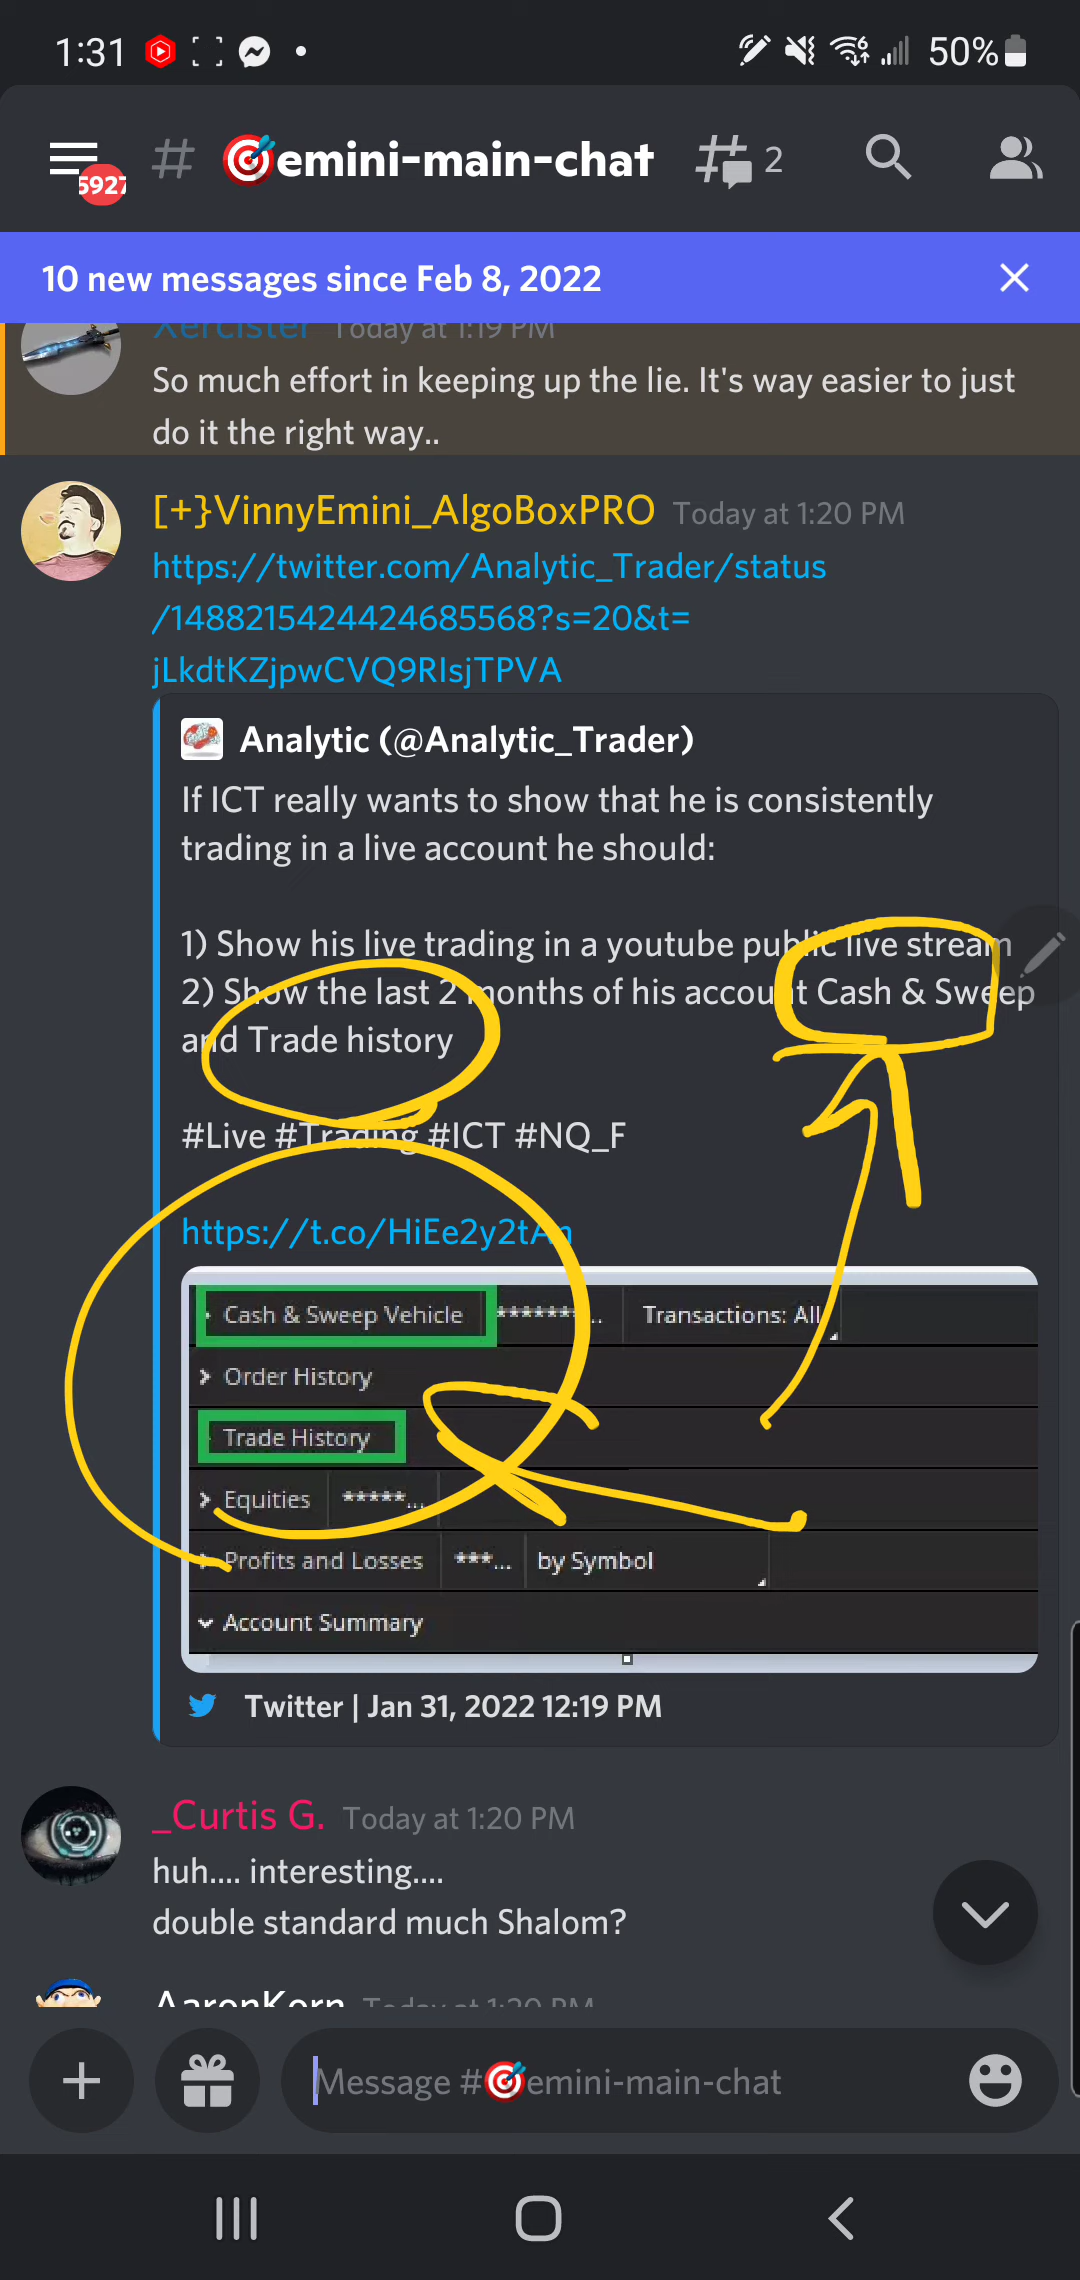 1:31 50%
# 🎯emini-main-chat 2
5927
10 new messages since Feb 8, 2022
Xercister Today at 1:19 PM
So much effort in keeping up the lie. It's way easier to just
do it the right way..
[+}VinnyEmini_AlgoBoxPRO Today at 1:20 PM
https://twitter.com/Analytic_Trader/status
/1488215424424685568?s=20&t=
jLkdtKZjpwCVQ9RIsjTPVA
Analytic (@Analytic_Trader)
If ICT really wants to show that he is consistently
trading in a live account he should:
1) Show his live trading in a youtube public live stream
2) Show the last 2 months of his account Cash & Sweep
and Trade history
#Live #Trading #ICT #NQ_F
https://t.co/HiEe2y2tAn
Cash & Sweep Vehicle *******... Transactions: All
Order History
Trade History
Equities *****...
Profits and Losses ***... by Symbol
Account Summary
Twitter | Jan 31, 2022 12:19 PM
_Curtis G. Today at 1:20 PM
huh.... interesting....
double standard much Shalom?
AaronKorn Today at 1:20 PM
Message #🎯emini-main-chat